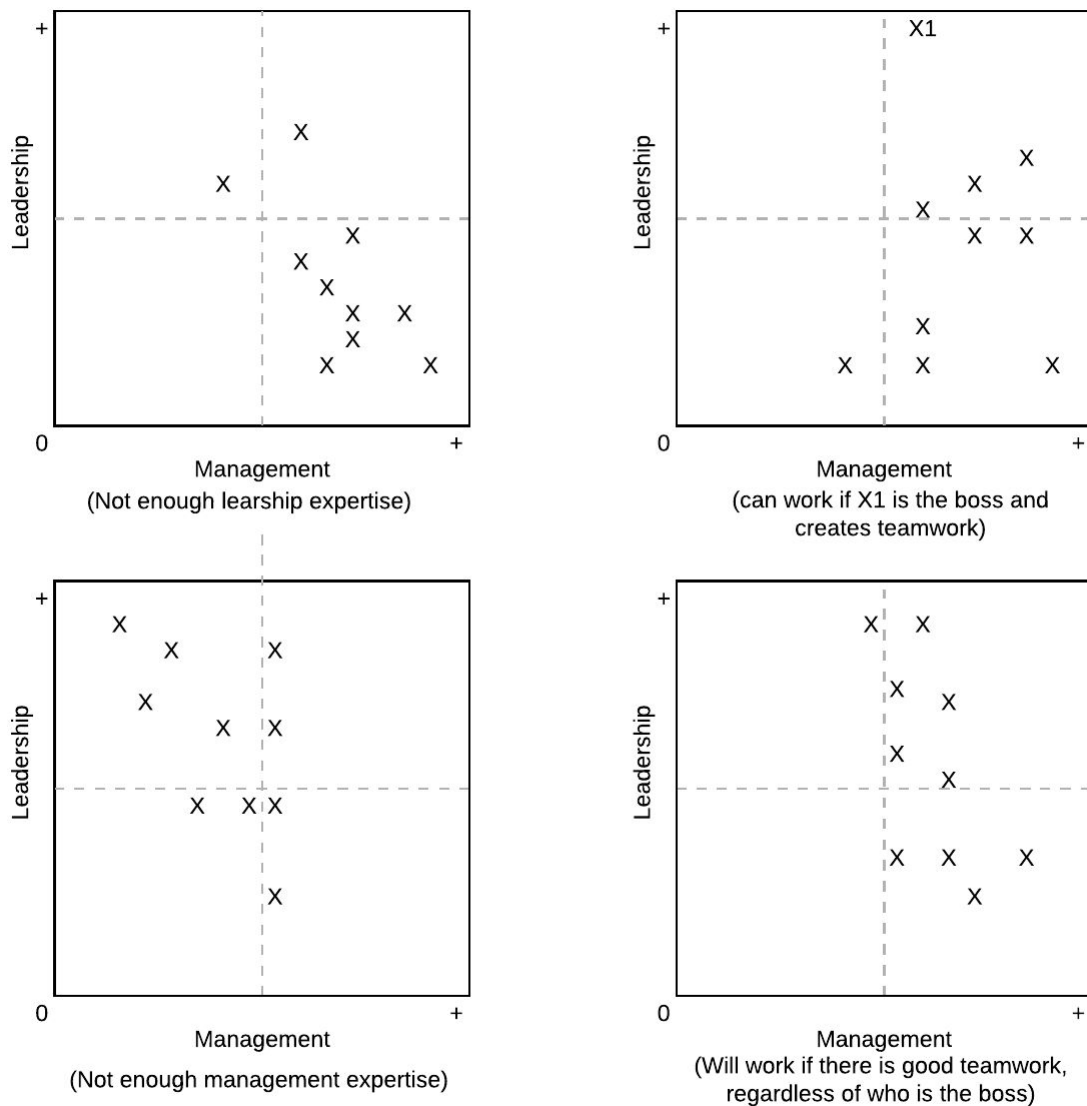 +
Leadership
X
X
X
X
X
X
X
X
X
X
0
+
Management
(Not enough learship expertise)
+
X1
Leadership
X
X
X
X
X
X
X
X
X
0
+
Management
(can work if X1 is the boss and
creates teamwork)
+
Leadership
X
X
X
X
X
X
X
X
X
X
0
+
Management
(Not enough management expertise)
+
Leadership
X
X
X
X
X
X
X
X
X
X
0
+
Management
(Will work if there is good teamwork,
regardless of who is the boss)